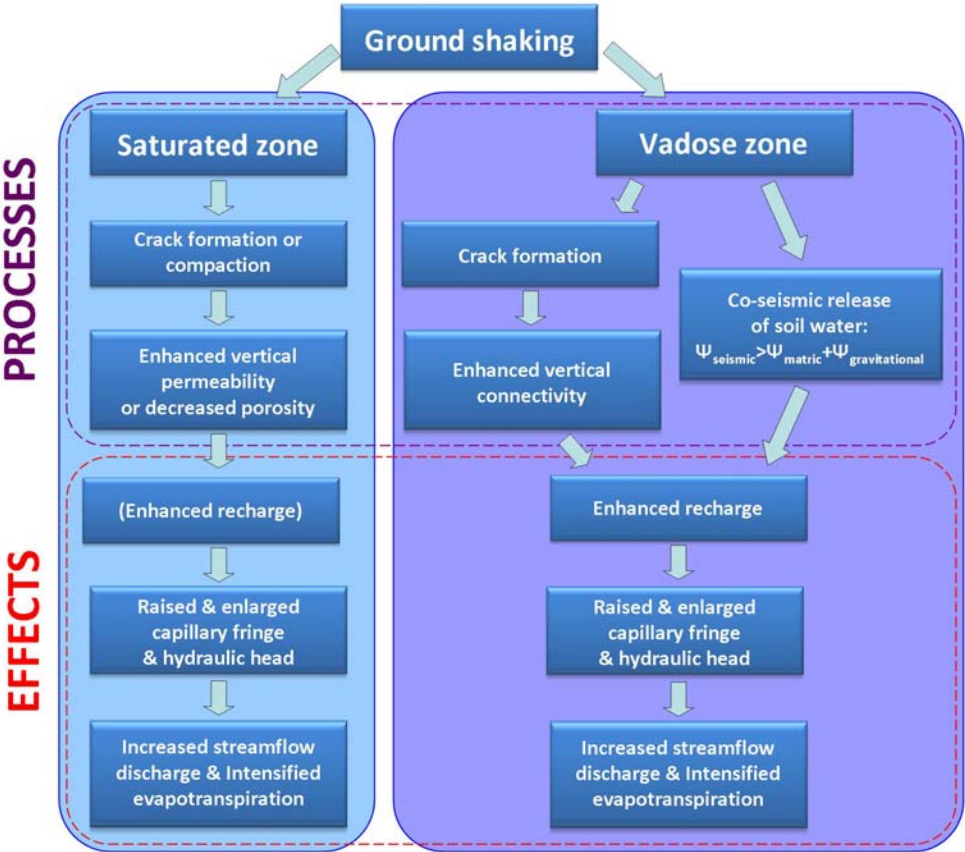 Ground shaking
PROCESSES
EFFECTS
Saturated zone
Crack formation or
compaction
Enhanced vertical
permeability
or decreased porosity
(Enhanced recharge)
Raised & enlarged
capillary fringe
& hydraulic head
Increased streamflow
discharge & Intensified
evapotranspiration
Vadose zone
Crack formation
Enhanced vertical
connectivity
Co-seismic release
of soil water:
Ψseismic>Ψmatric+Ψgravitational
Enhanced recharge
Raised & enlarged
capillary fringe
& hydraulic head
Increased streamflow
discharge & Intensified
evapotranspiration